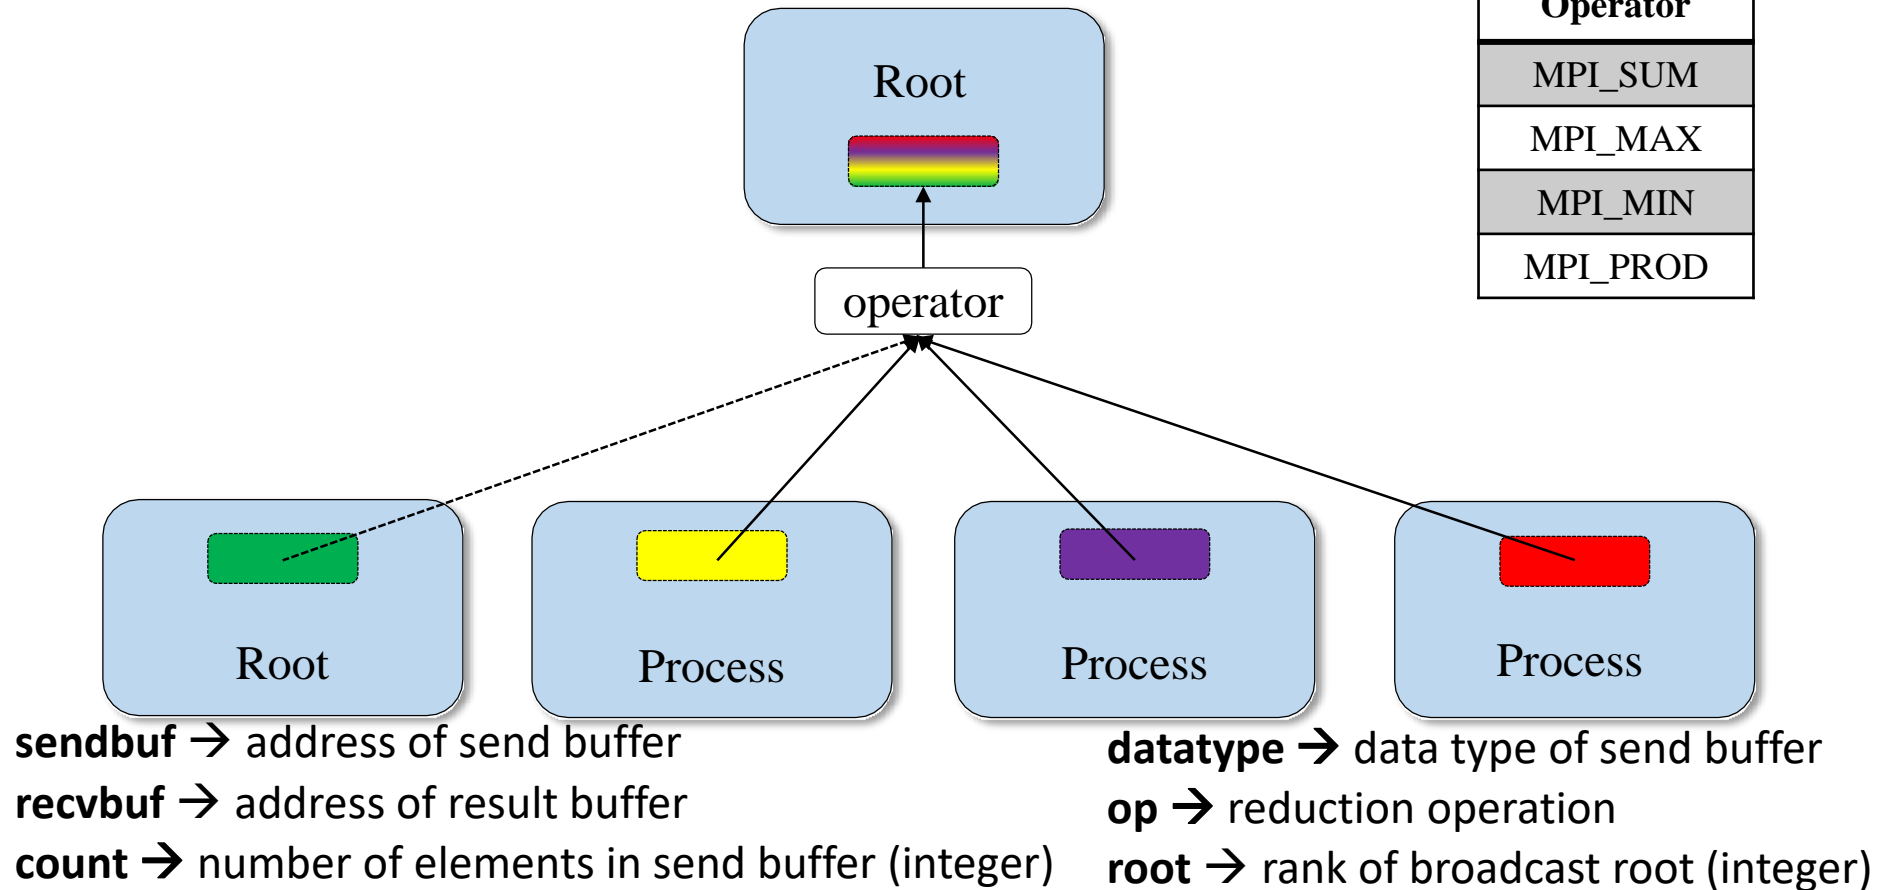 Root
Operator
MPI_SUM
MPI_MAX
MPI_MIN
MPI_PROD
operator
Root
Process
Process
Process
sendbuf → address of send buffer
recvbuf → address of result buffer
count → number of elements in send buffer (integer)
datatype → data type of send buffer
op → reduction operation
root → rank of broadcast root (integer)